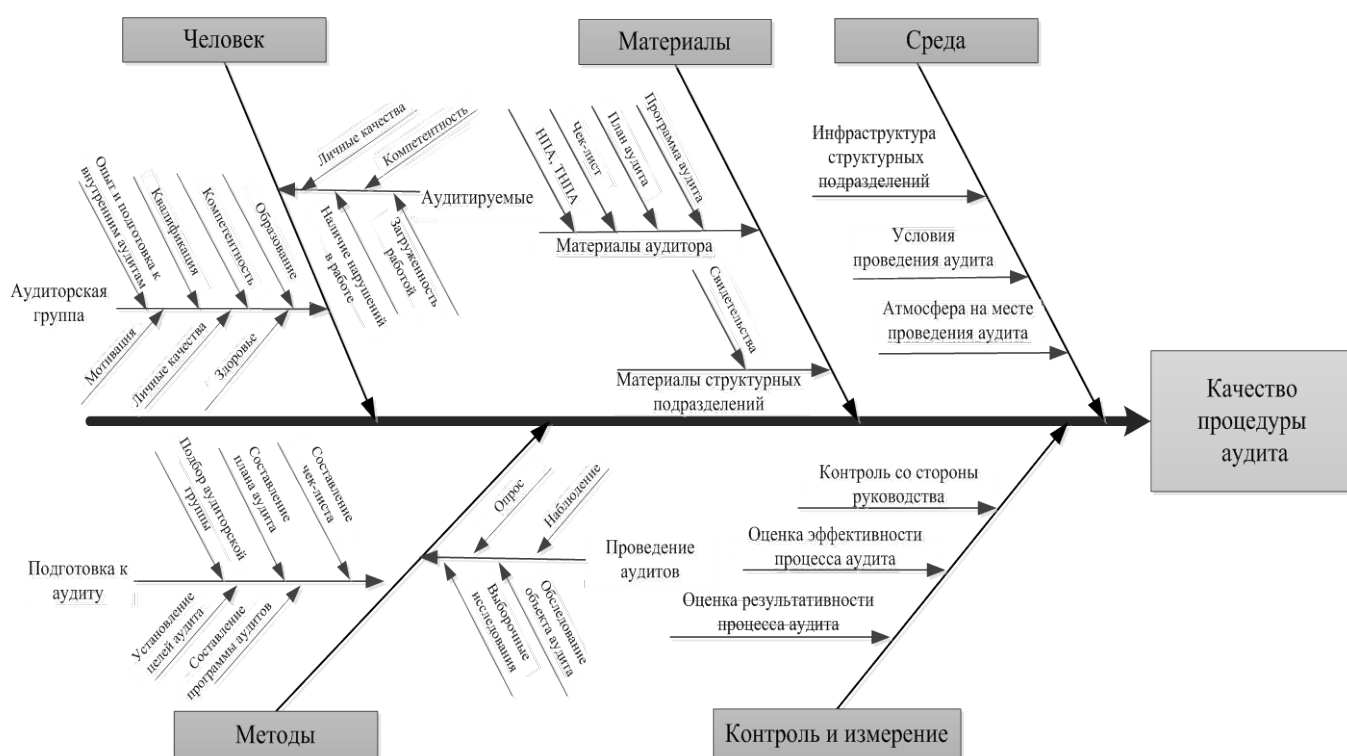 Человек
Материалы
Среда
Личные качества
Компетентность
Аудитируемые
Наличие нарушений
в работе
Загруженность
работой
Опыт и подготовка к
внутренним аудитам
Квалификация
Компетентность
Образование
Аудиторская
группа
Мотивация
Личные качества
Здоровье
НПА, ТНПА
Чек-лист
План аудита
Программа аудита
Материалы аудитора
Свидетельства
Материалы структурных
подразделений
Инфраструктура
структурных
подразделений
Условия
проведения аудита
Атмосфера на месте
проведения аудита
Качество
процедуры
аудита
Подбор аудиторской
группы
Составление
плана аудита
Составление
чек-листа
Подготовка к
аудиту
Установление
целей аудита
Составление
программы аудитов
Опрос
Наблюдение
Проведение
аудитов
Выборочные
исследования
Обследование
объекта аудита
Контроль со стороны
руководства
Оценка эффективности
процесса аудита
Оценка результативности
процесса аудита
Методы
Контроль и измерение